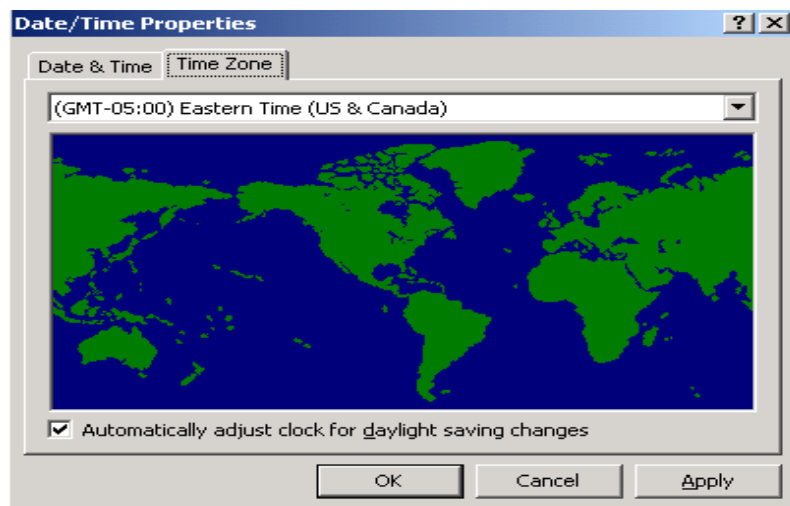 Date/Time Properties
Date & Time Time Zone
(GMT-05:00) Eastern Time (US & Canada)
Automatically adjust clock for daylight saving changes
OK Cancel Apply